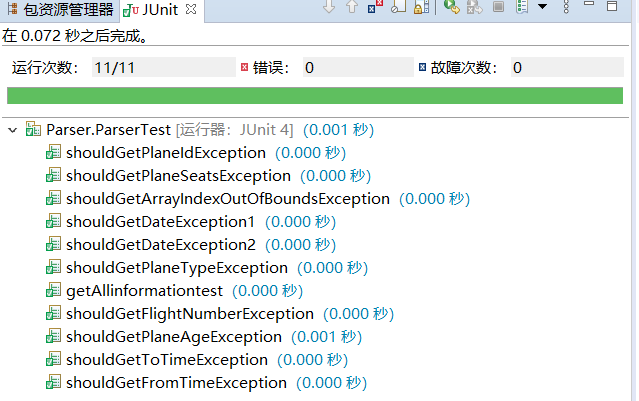 包资源管理器 JUnit
在 0.072 秒之后完成。
运行次数： 11/11 错误： 0 故障次数： 0
Parser.ParserTest [运行器：JUnit 4] (0.001 秒)
shouldGetPlaneIdException (0.000 秒)
shouldGetPlaneSeatsException (0.000 秒)
shouldGetArrayIndexOutOfBoundsException (0.000 秒)
shouldGetDateException1 (0.000 秒)
shouldGetDateException2 (0.000 秒)
shouldGetPlaneTypeException (0.000 秒)
getAllinformationtest (0.000 秒)
shouldGetFlightNumberException (0.000 秒)
shouldGetPlaneAgeException (0.001 秒)
shouldGetToTimeException (0.000 秒)
shouldGetFromTimeException (0.000 秒)